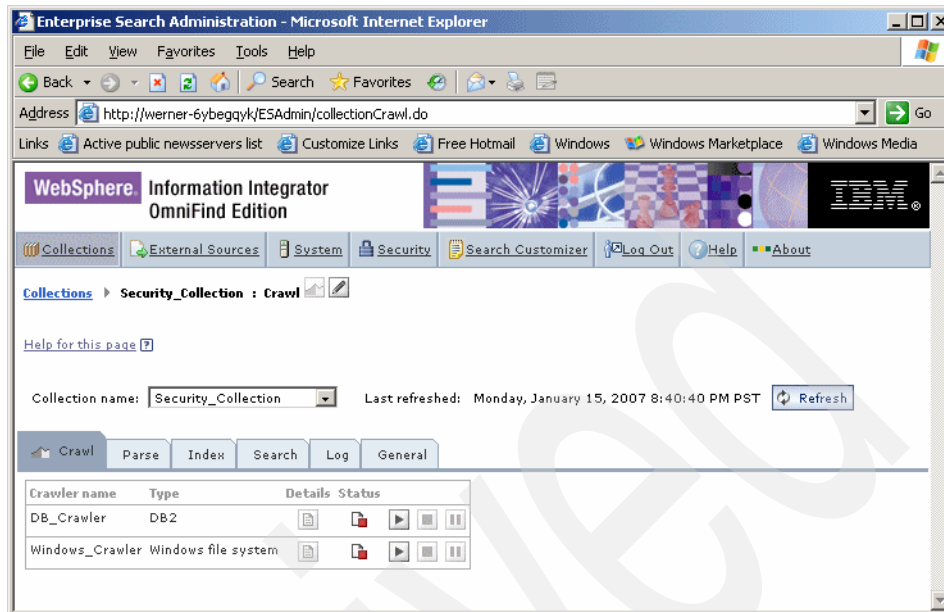 Enterprise Search Administration - Microsoft Internet Explorer
File Edit View Favorites Tools Help
Back Search Favorites
Address http://werner-6ybegqyk/ESAdmin/collectionCrawl.do Go
Links Active public newsservers list Customize Links Free Hotmail Windows Windows Marketplace Windows Media
WebSphere. Information Integrator
OmniFind Edition
IBM®
Collections External Sources System Security Search Customizer Log Out Help About
Collections Security_Collection : Crawl
Help for this page ?
Collection name: Security_Collection Last refreshed: Monday, January 15, 2007 8:40:40 PM PST Refresh
Crawl Parse Index Search Log General
Crawler name Type Details Status
DB_Crawler DB2
Windows_Crawler Windows file system